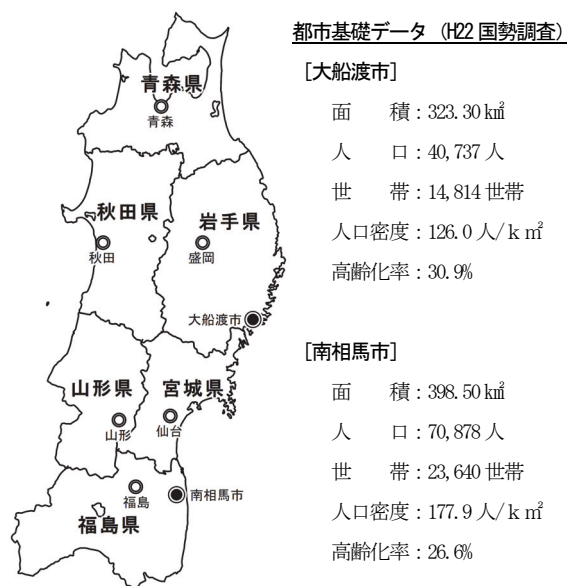 青森県
青森
秋田県
岩手県
秋田
盛岡
大船渡市
山形県
宮城県
山形
仙台
福島
南相馬市
福島県
都市基礎データ (H22 国勢調査)
[大船渡市]
面　積：323.30㎢
人　口：40,737 人
世　帯：14,814 世帯
人口密度：126.0 人/ｋ㎡
高齢化率：30.9%
[南相馬市]
面　積：398.50㎢
人　口：70,878 人
世　帯：23,640 世帯
人口密度：177.9 人/ｋ㎡
高齢化率：26.6%